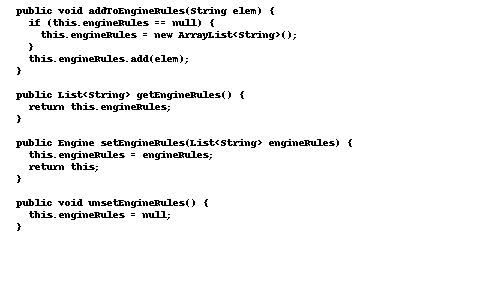 public void addToEngineRules(String elem) {
  if (this.engineRules == null) {
    this.engineRules = new ArrayList<String>();
  }
  this.engineRules.add(elem);
}

public List<String> getEngineRules() {
  return this.engineRules;
}

public Engine setEngineRules(List<String> engineRules) {
  this.engineRules = engineRules;
  return this;
}

public void unsetEngineRules() {
  this.engineRules = null;
}